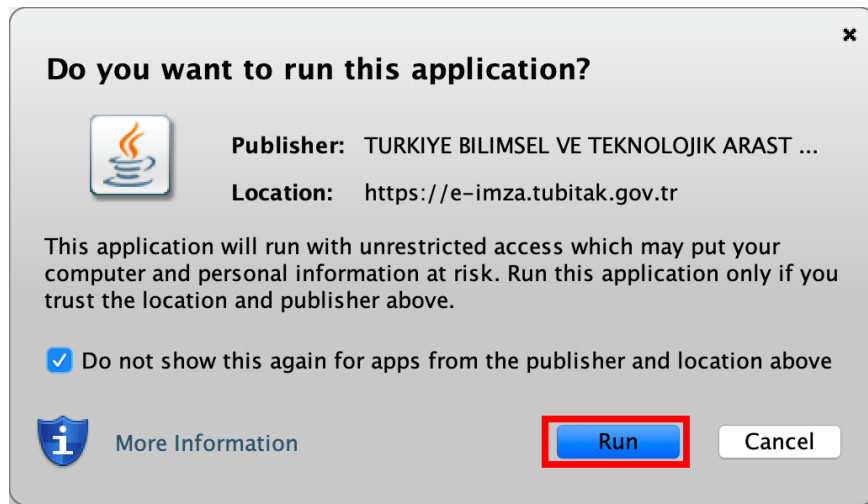 Do you want to run this application?
Publisher: TURKIYE BILIMSEL VE TEKNOLOJIK ARAST ...
Location: https://e-imza.tubitak.gov.tr
This application will run with unrestricted access which may put your
computer and personal information at risk. Run this application only if you
trust the location and publisher above.
Do not show this again for apps from the publisher and location above
More Information
Run
Cancel